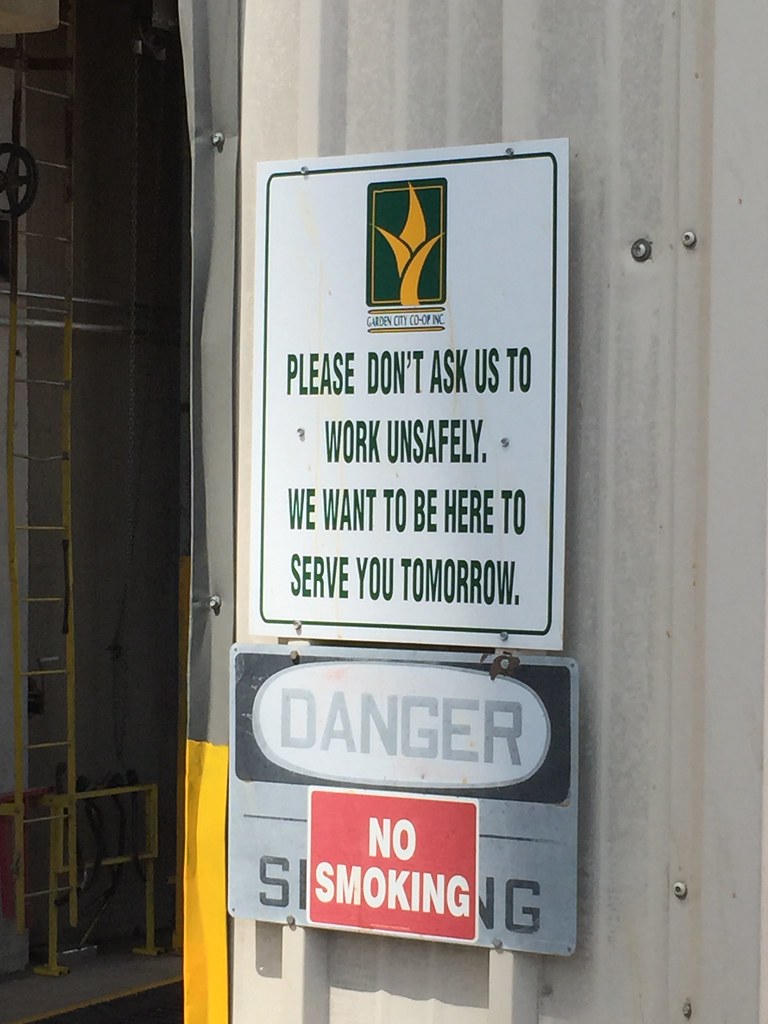 GARDEN CITY CO-OP INC.
PLEASE DON'T ASK US TO
WORK UNSAFELY.
WE WANT TO BE HERE TO
SERVE YOU TOMORROW.
DANGER
NO
SMOKING